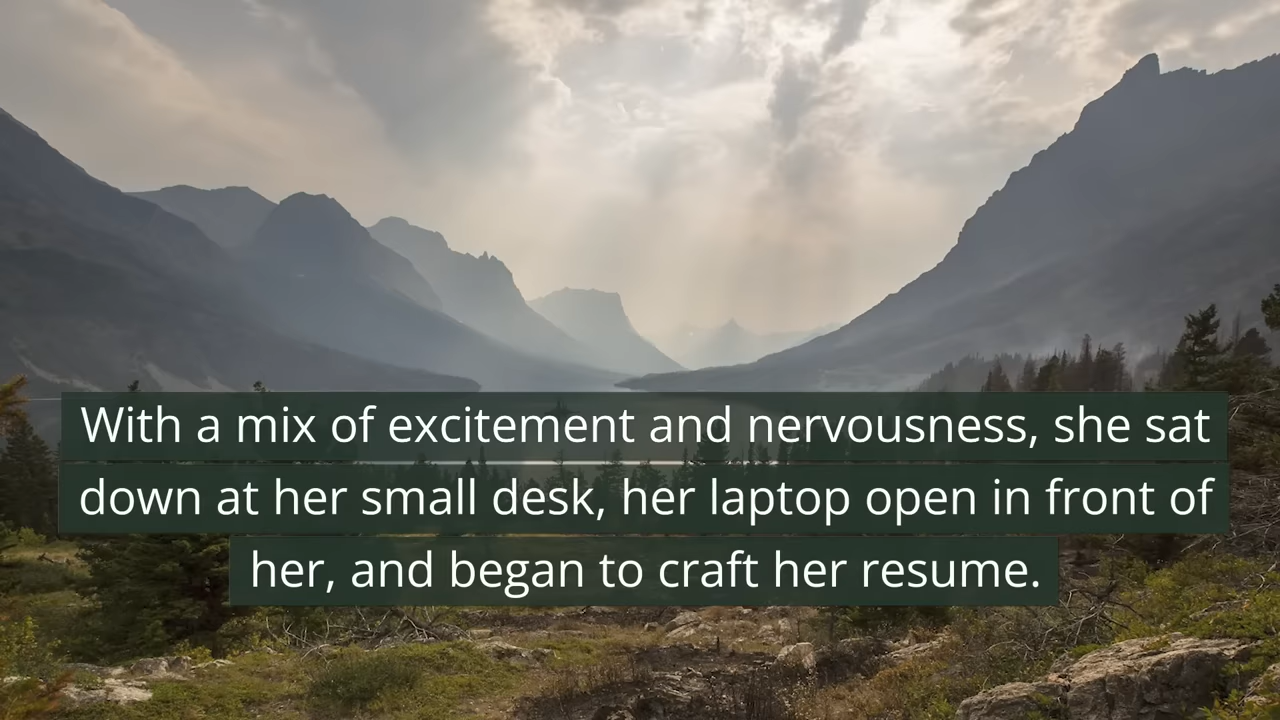 With a mix of excitement and nervousness, she sat
down at her small desk, her laptop open in front of
her, and began to craft her resume.